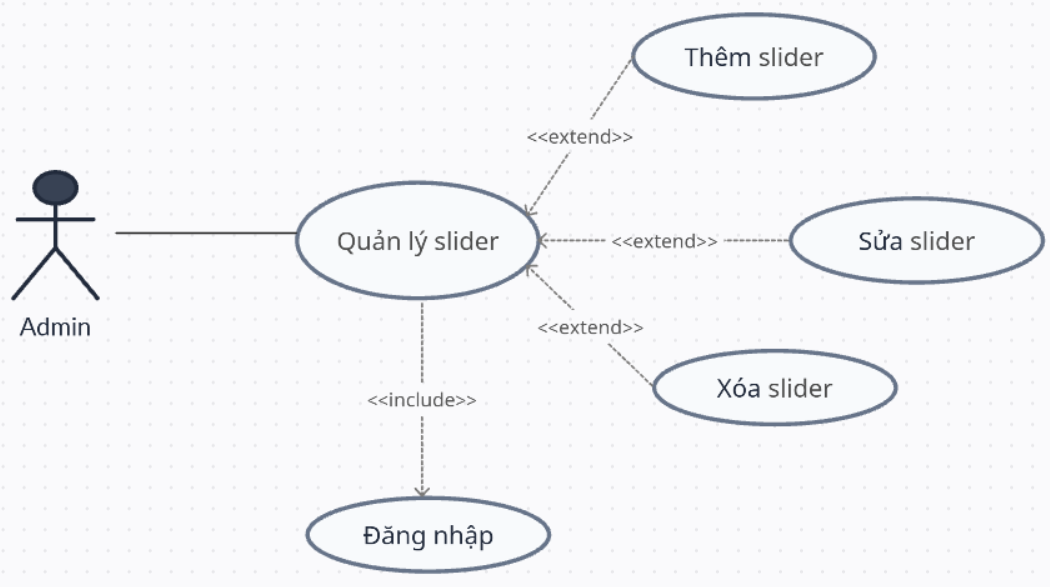 Thêm slider
<<extend>>
Quản lý slider
<<extend>>
Sửa slider
Admin
<<extend>>
Xóa slider
<<include>>
Đăng nhập